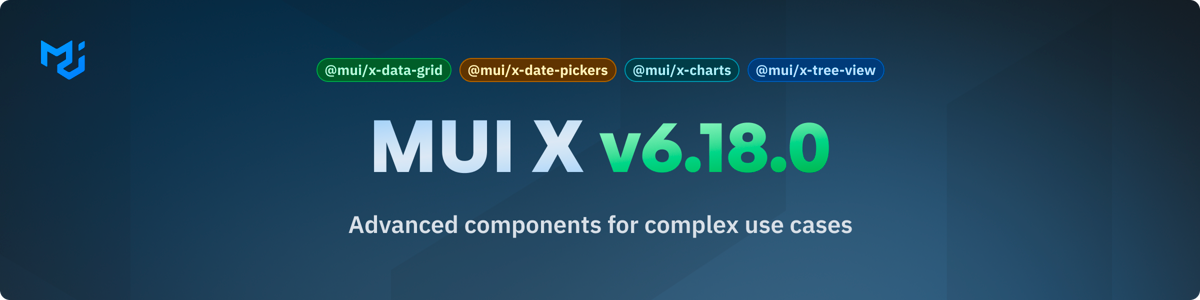 @mui/x-data-grid @mui/x-date-pickers @mui/x-charts @mui/x-tree-view
MUI X v6.18.0
Advanced components for complex use cases